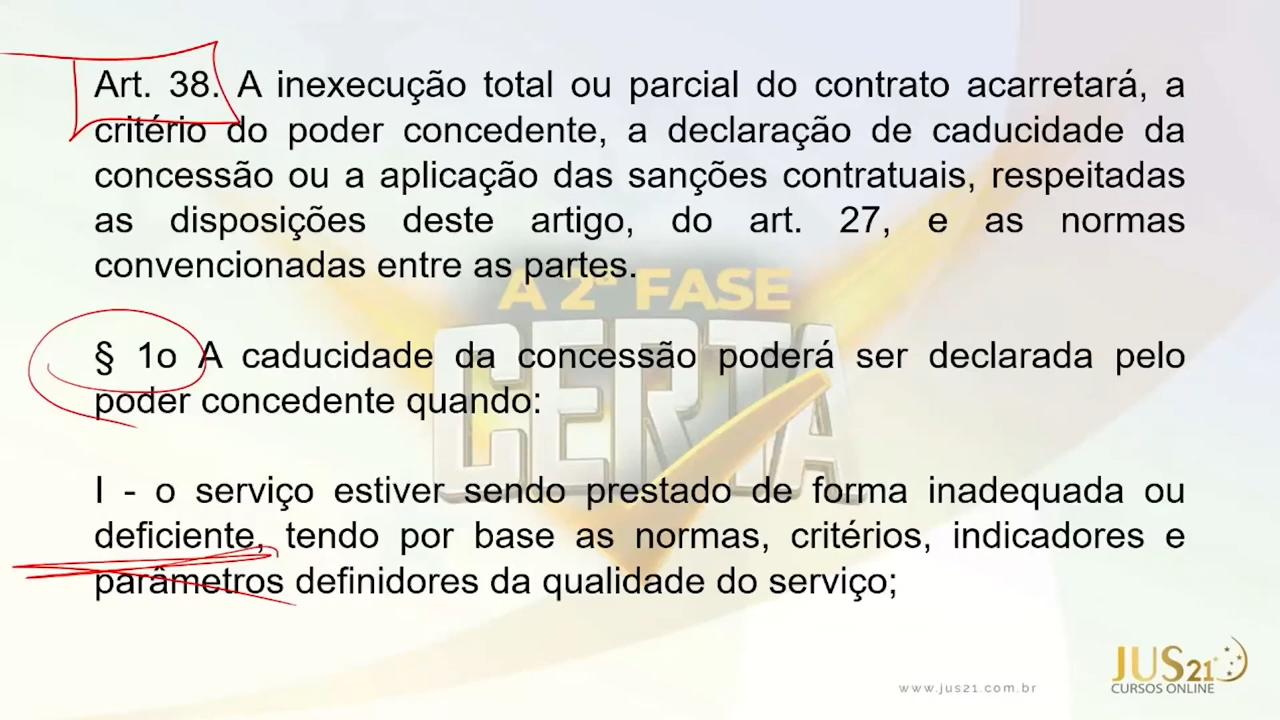 Art. 38. A inexecução total ou parcial do contrato acarretará, a
critério do poder concedente, a declaração de caducidade da
concessão ou a aplicação das sanções contratuais, respeitadas
as disposições deste artigo, do art. 27, e as normas
convencionadas entre as partes.
A 2ª FASE
CERTA
§ 1o A caducidade da concessão poderá ser declarada pelo
poder concedente quando:
I - o serviço estiver sendo prestado de forma inadequada ou
deficiente, tendo por base as normas, critérios, indicadores e
parâmetros definidores da qualidade do serviço;
www.jus21.com.br
JUS21
CURSOS ONLINE